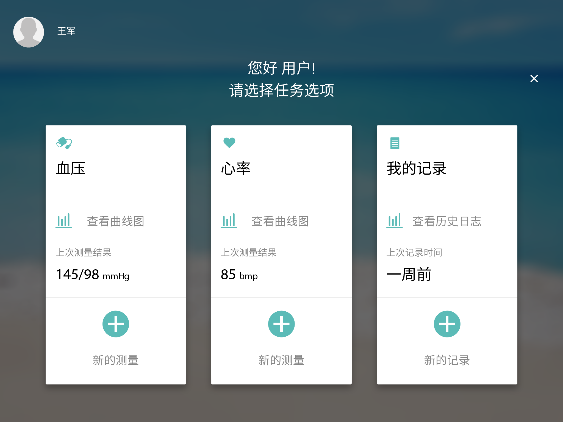 王军
您好 用户!
请选择任务选项
×
血压
查看曲线图
上次测量结果
145/98 mmHg
新的测量
心率
查看曲线图
上次测量结果
85 bmp
新的测量
我的记录
查看历史日志
上次记录时间
一周前
新的记录